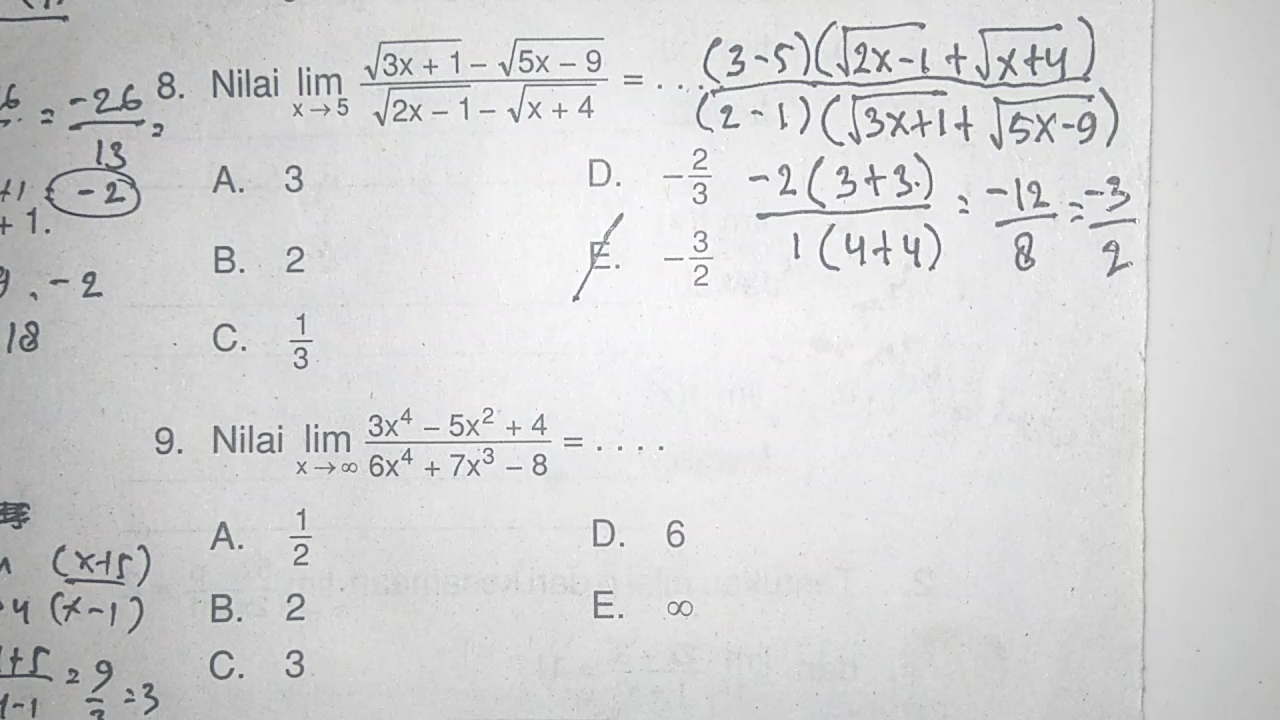 8. Nilai lim x→5 (√(3x + 1) − √(5x − 9))/(√(2x − 1) − √(x + 4)) = ...
(3-5)(√(2x-1) + √(x+4))
(2-1)(√(3x+1) + √(5x-9))
A. 3
D. −2/3
-2(3+3)/1(4+4) = -12/8 = -3/2
B. 2
E. −3/2
C. 1/3
= -26/13 =
-2
+1
+ 1.
. -2
18
9. Nilai lim x→∞ (3x⁴ − 5x² + 4)/(6x⁴ + 7x³ − 8) = ....
A. 1/2
D. 6
B. 2
E. ∞
C. 3
(x+5)
(x-1)
= 9/3 = 3